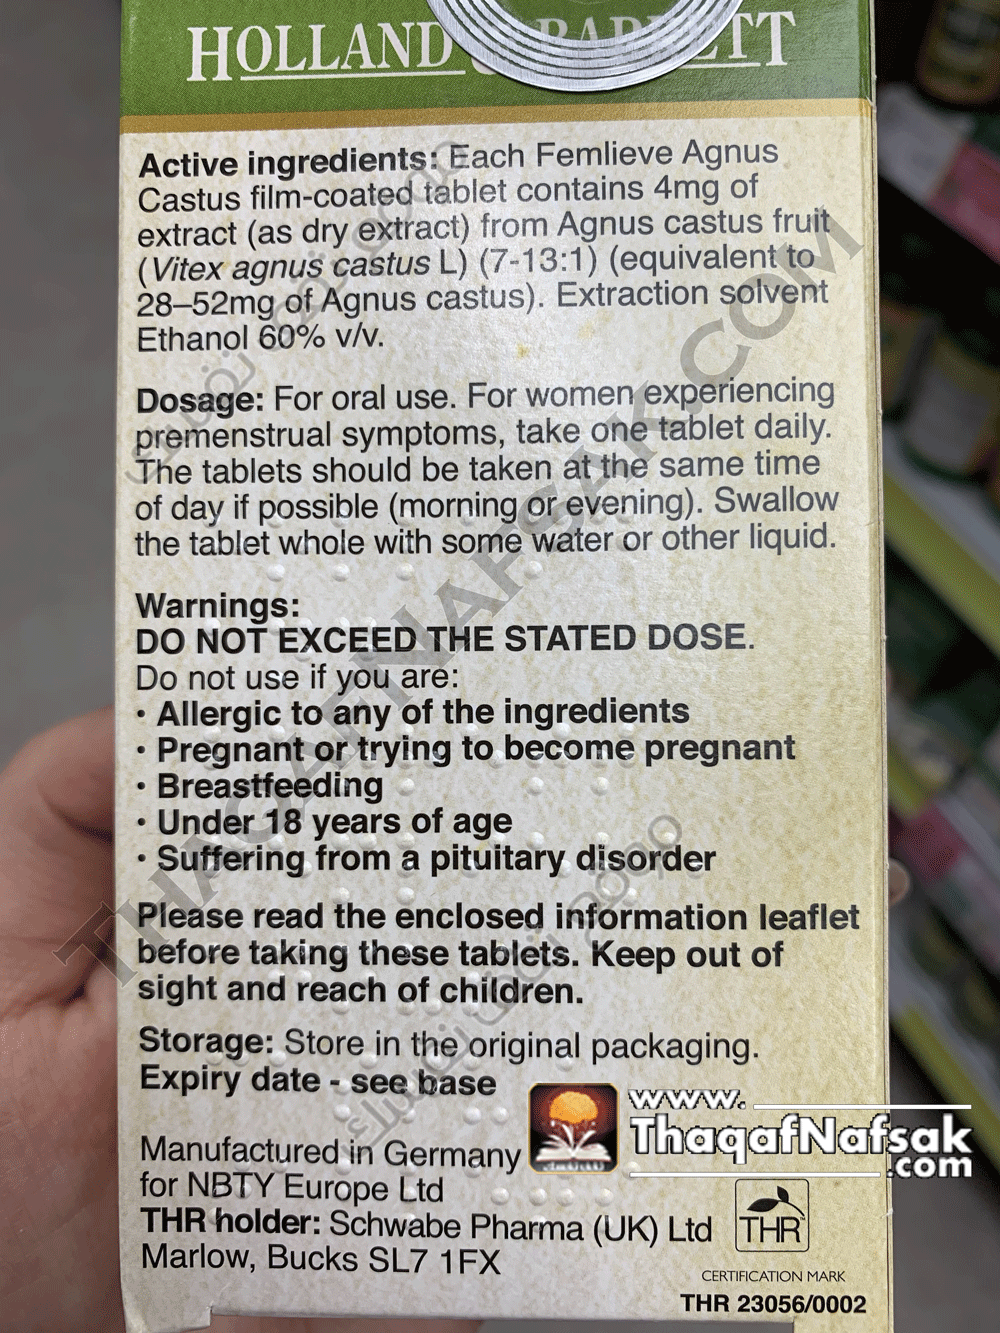 HOLLAND & BARRETT
Active ingredients: Each Femlieve Agnus
Castus film-coated tablet contains 4mg of
extract (as dry extract) from Agnus castus fruit
(Vitex agnus castus L) (7-13:1) (equivalent to
28–52mg of Agnus castus). Extraction solvent
Ethanol 60% v/v.
Dosage: For oral use. For women experiencing
premenstrual symptoms, take one tablet daily.
The tablets should be taken at the same time
of day if possible (morning or evening). Swallow
the tablet whole with some water or other liquid.
Warnings:
DO NOT EXCEED THE STATED DOSE.
Do not use if you are:
• Allergic to any of the ingredients
• Pregnant or trying to become pregnant
• Breastfeeding
• Under 18 years of age
• Suffering from a pituitary disorder
Please read the enclosed information leaflet
before taking these tablets. Keep out of
sight and reach of children.
Storage: Store in the original packaging.
Expiry date - see base
Manufactured in Germany
for NBTY Europe Ltd
THR holder: Schwabe Pharma (UK) Ltd
Marlow, Bucks SL7 1FX
THR
CERTIFICATION MARK
THR 23056/0002
www.
ThaqafNafsak
.com
THAQAFNAFSAK.COM